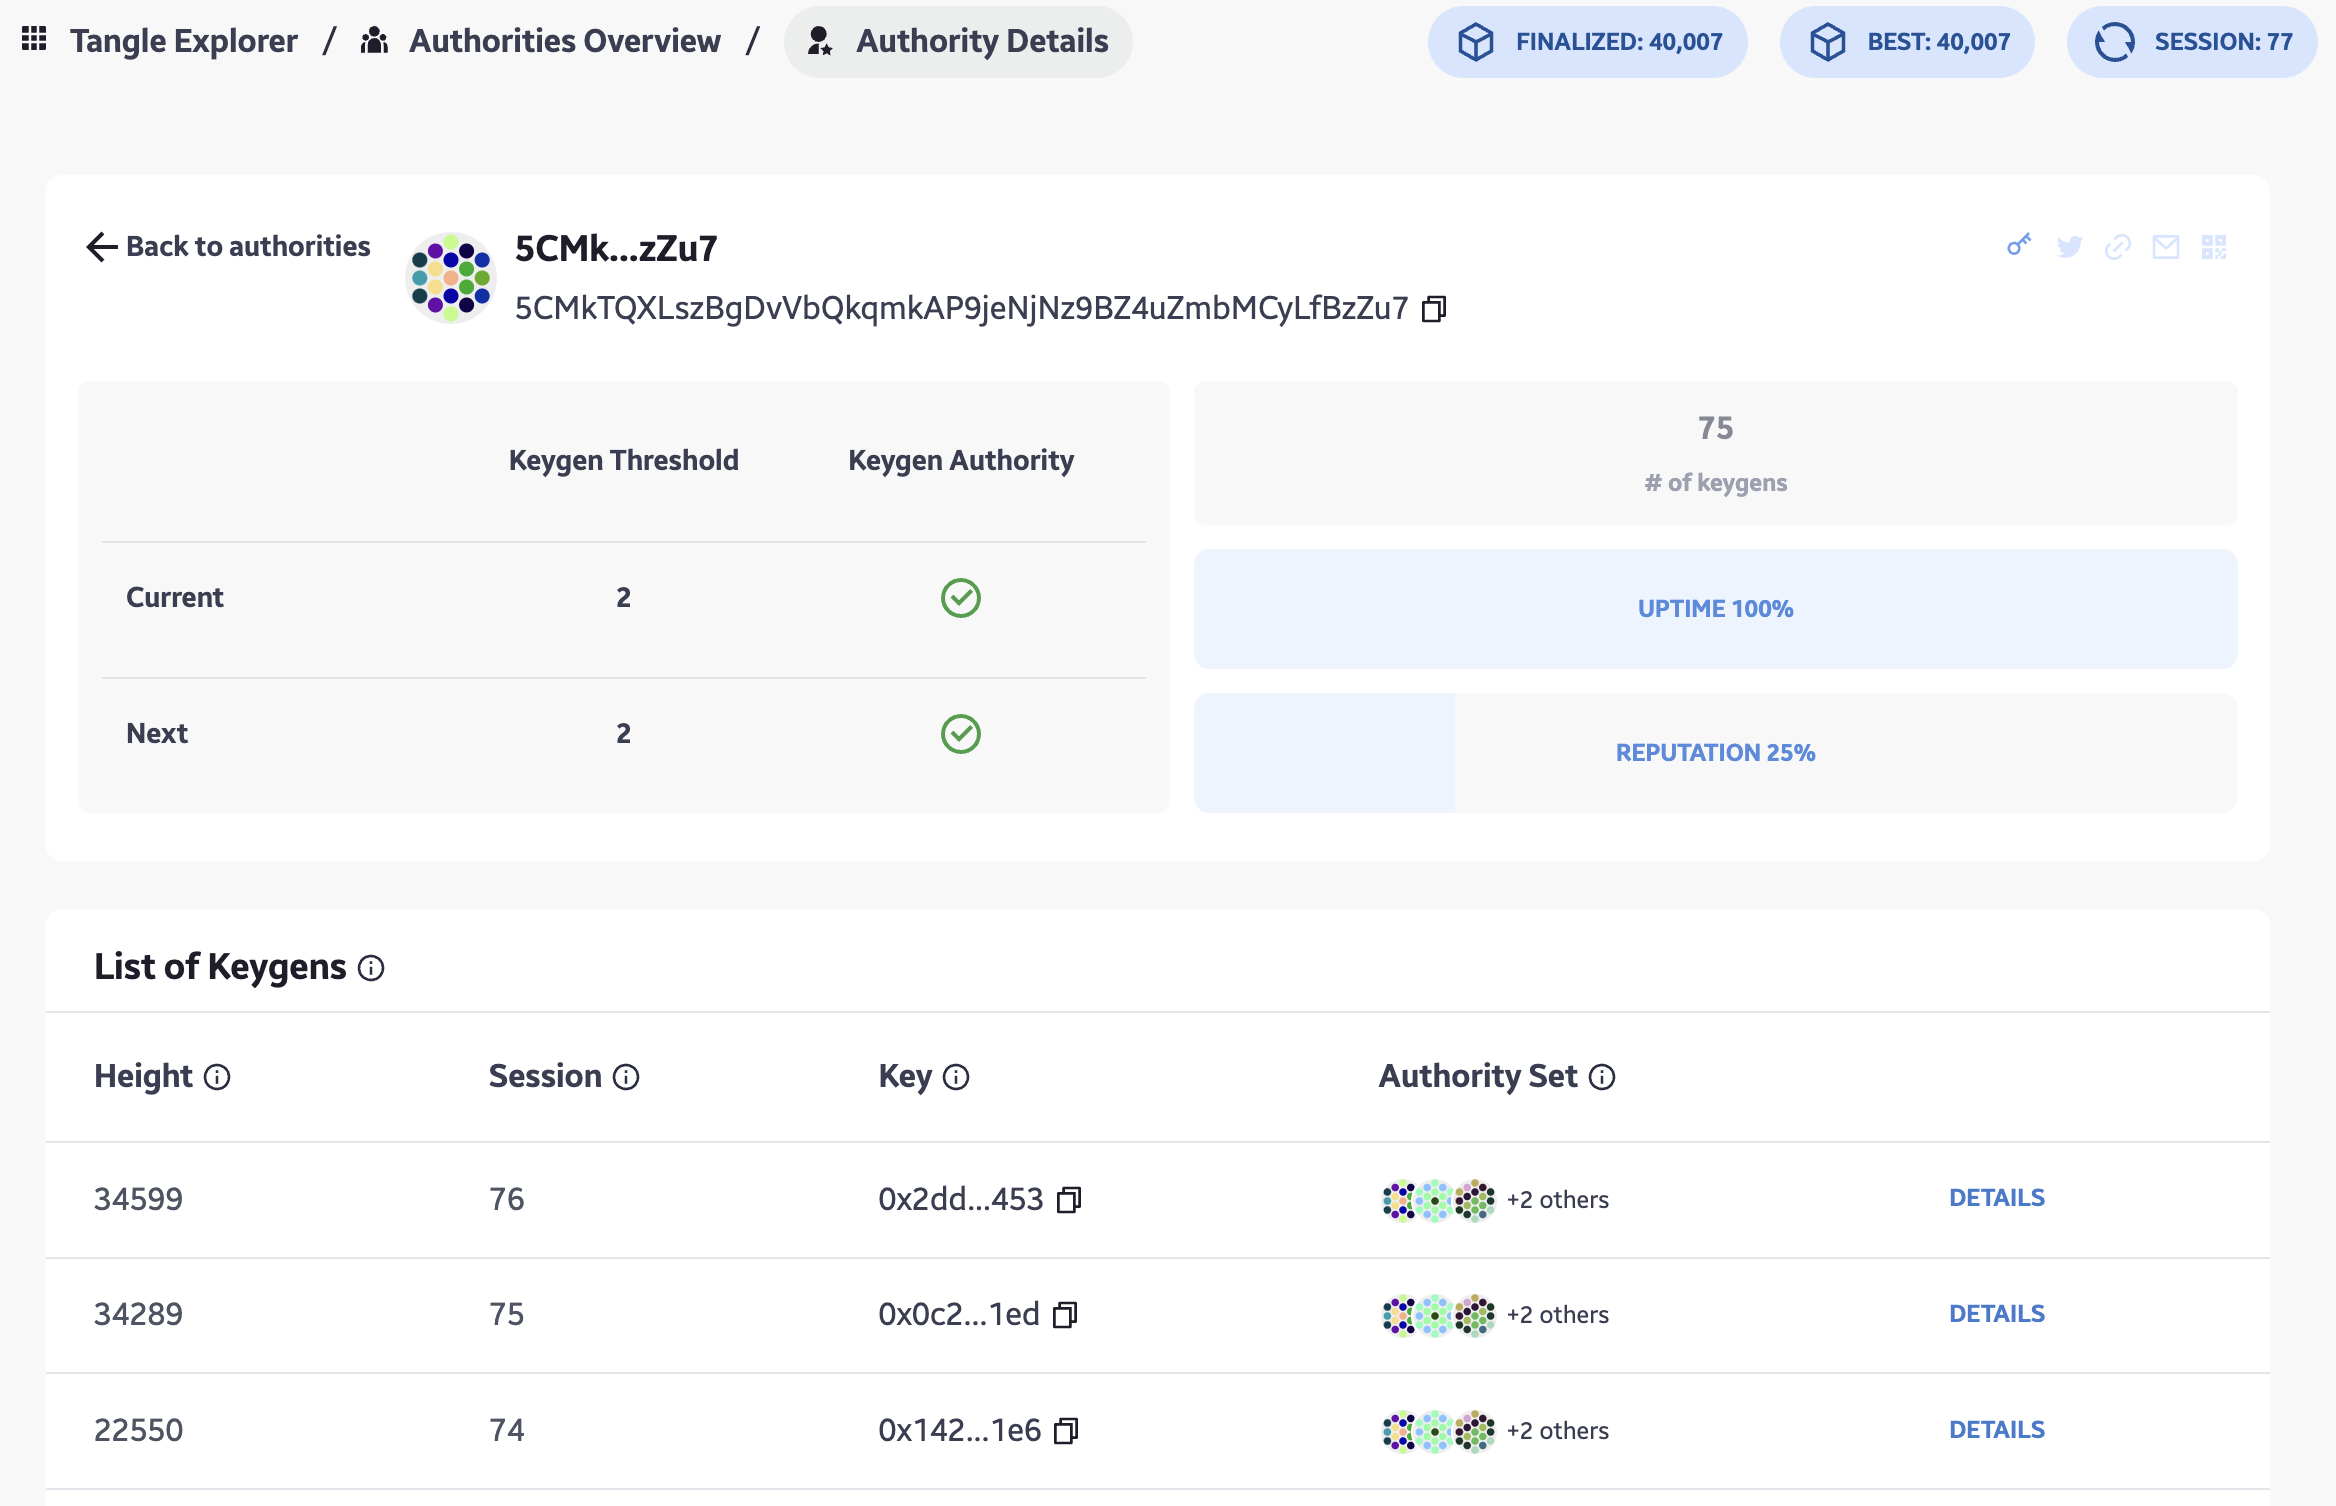 Tangle Explorer / Authorities Overview / Authority Details
FINALIZED: 40,007
BEST: 40,007
SESSION: 77
Back to authorities
5CMk...zZu7
5CMkTQXLszBgDvVbQkqmkAP9jeNjNz9BZ4uZmbMCyLfBzZu7
Keygen Threshold Keygen Authority
Current 2
Next 2
75
# of keygens
UPTIME 100%
REPUTATION 25%
List of Keygens
Height Session Key Authority Set
34599 76 0x2dd...453 +2 others DETAILS
34289 75 0x0c2...1ed +2 others DETAILS
22550 74 0x142...1e6 +2 others DETAILS